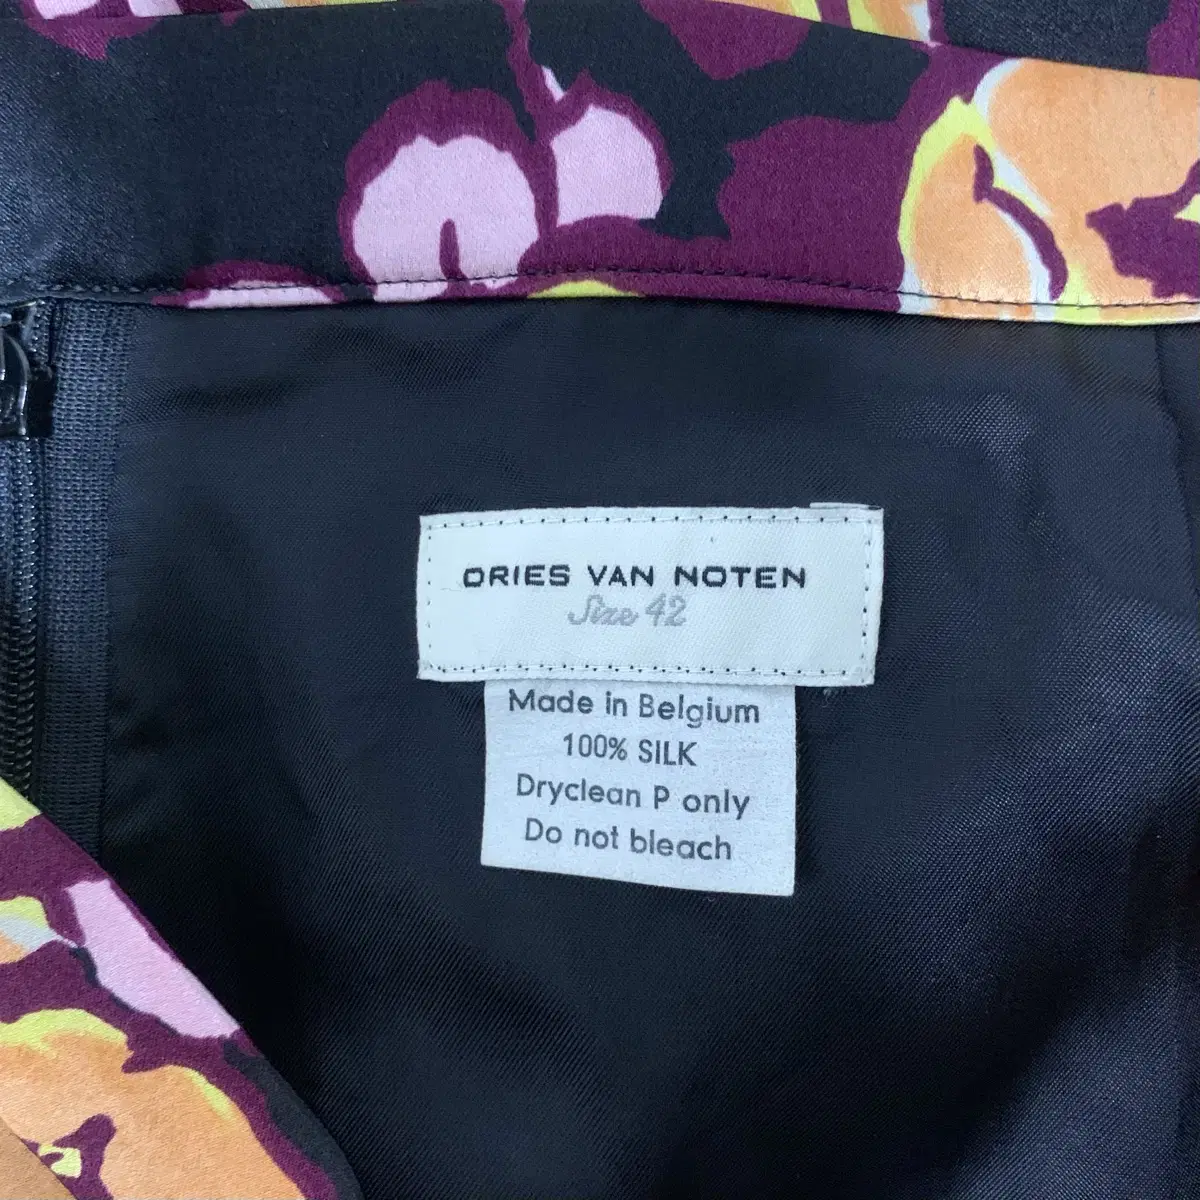 DRIES VAN NOTEN
Size 42
Made in Belgium
100% SILK
Dryclean P only
Do not bleach